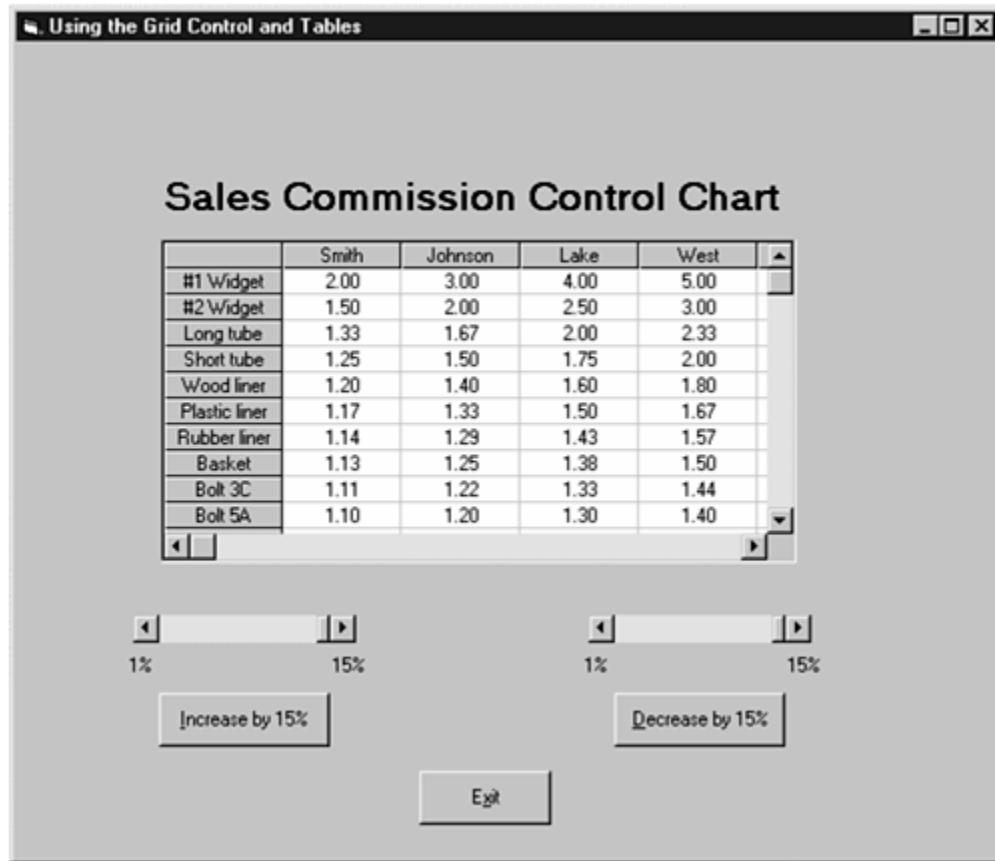 Using the Grid Control and Tables
Sales Commission Control Chart
Smith Johnson Lake West
#1 Widget 2.00 3.00 4.00 5.00
#2 Widget 1.50 2.00 2.50 3.00
Long tube 1.33 1.67 2.00 2.33
Short tube 1.25 1.50 1.75 2.00
Wood liner 1.20 1.40 1.60 1.80
Plastic liner 1.17 1.33 1.50 1.67
Rubber liner 1.14 1.29 1.43 1.57
Basket 1.13 1.25 1.38 1.50
Bolt 3C 1.11 1.22 1.33 1.44
Bolt 5A 1.10 1.20 1.30 1.40
1% 15% 1% 15%
Increase by 15% Decrease by 15%
Exit